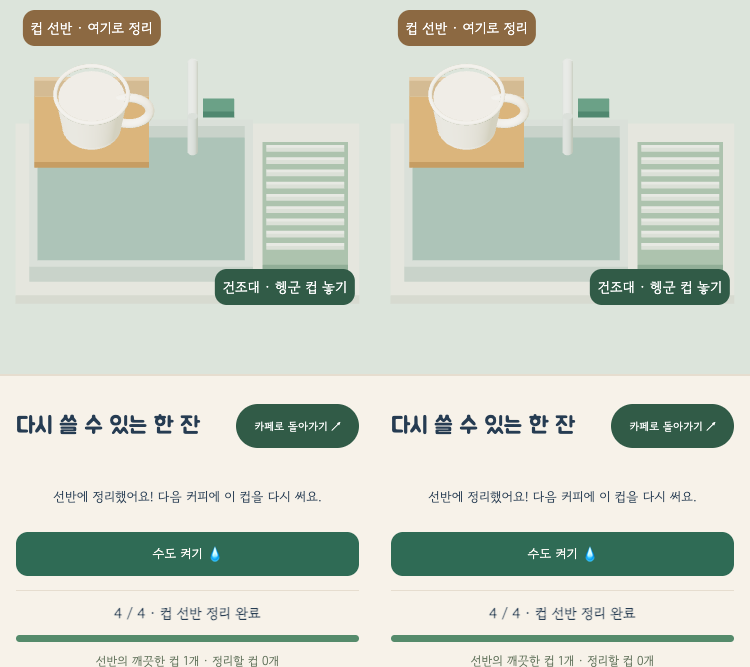 컵 선반 · 여기로 정리
건조대 · 헹군 컵 놓기
다시 쓸 수 있는 한 잔
카페로 돌아가기 ↗
선반에 정리했어요! 다음 커피에 이 컵을 다시 써요.
수도 켜기 💧
4 / 4 · 컵 선반 정리 완료
선반의 깨끗한 컵 1개 · 정리할 컵 0개
컵 선반 · 여기로 정리
건조대 · 헹군 컵 놓기
다시 쓸 수 있는 한 잔
카페로 돌아가기 ↗
선반에 정리했어요! 다음 커피에 이 컵을 다시 써요.
수도 켜기 💧
4 / 4 · 컵 선반 정리 완료
선반의 깨끗한 컵 1개 · 정리할 컵 0개